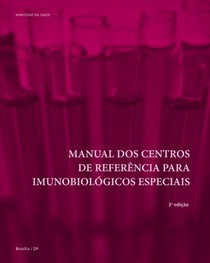 MINISTÉRIO DA SAÚDE
MANUAL DOS CENTROS
DE REFERÊNCIA PARA
IMUNOBIOLÓGICOS ESPECIAIS
3ª edição
Brasília / DF